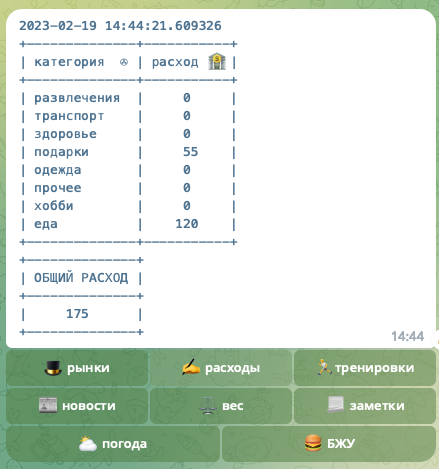 2023-02-19 14:44:21.609326
+--------------+----------+
| категория ✇ | расход 🏦 |
+--------------+----------+
| развлечения | 0 |
| транспорт | 0 |
| здоровье | 0 |
| подарки | 55 |
| одежда | 0 |
| прочее | 0 |
| хобби | 0 |
| еда | 120 |
+--------------+----------+
+--------------+
| ОБЩИЙ РАСХОД |
+--------------+
| 175 |
+--------------+
14:44
🎩 рынки ✍️ расходы 🏃 тренировки
📰 новости ⚖️ вес 🗒 заметки
🌥 погода 🍔 БЖУ